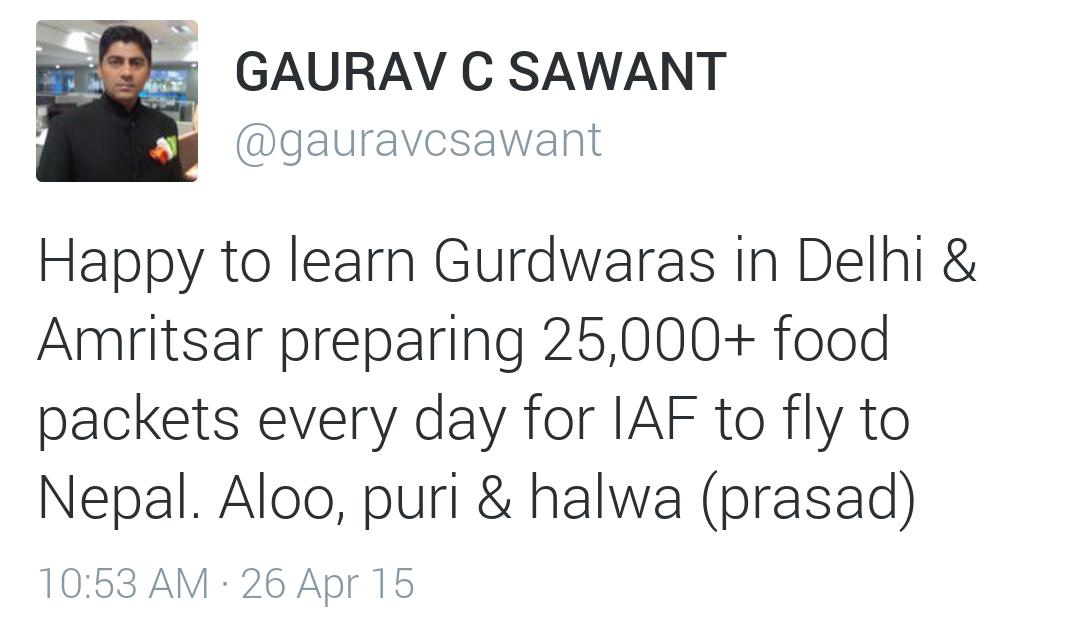 GAURAV C SAWANT
@gauravcsawant
Happy to learn Gurdwaras in Delhi &
Amritsar preparing 25,000+ food
packets every day for IAF to fly to
Nepal. Aloo, puri & halwa (prasad)
10:53 AM · 26 Apr 15